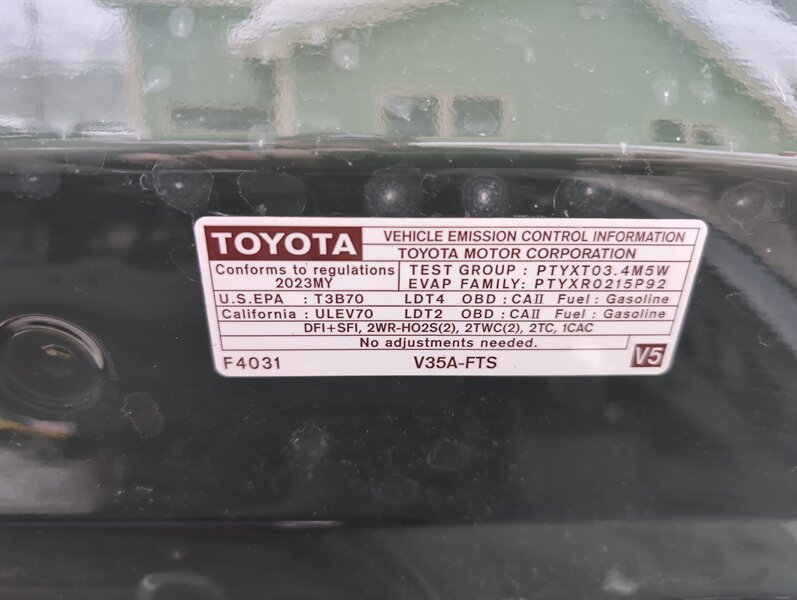 TOYOTA VEHICLE EMISSION CONTROL INFORMATION
TOYOTA MOTOR CORPORATION
Conforms to regulations TEST GROUP : PTYXT03.4M5W
2023MY EVAP FAMILY: PTYXR0215P92
U.S.EPA : T3B70 LDT4 OBD : CAII Fuel : Gasoline
California : ULEV70 LDT2 OBD : CAII Fuel : Gasoline
DFI+SFI, 2WR-HO2S(2), 2TWC(2), 2TC, 1CAC
No adjustments needed.
F4031 V35A-FTS V5